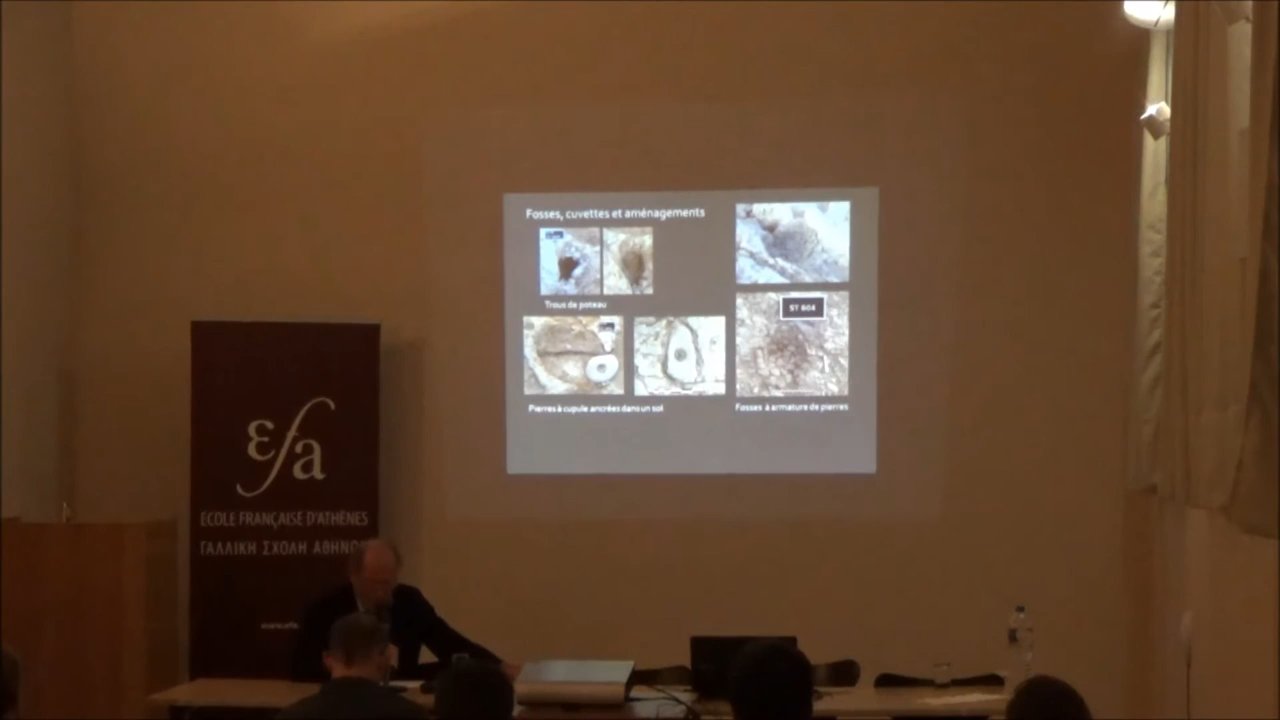 Fosses, cuvettes et aménagements
Trous de poteau
Pierres à cupule ancrées dans un sol
ST 604
Fosses à armature de pierres
εfa
ECOLE FRANÇAISE D'ATHÈNES
ΓΑΛΛΙΚΗ ΣΧΟΛΗ ΑΘΗΝΩ